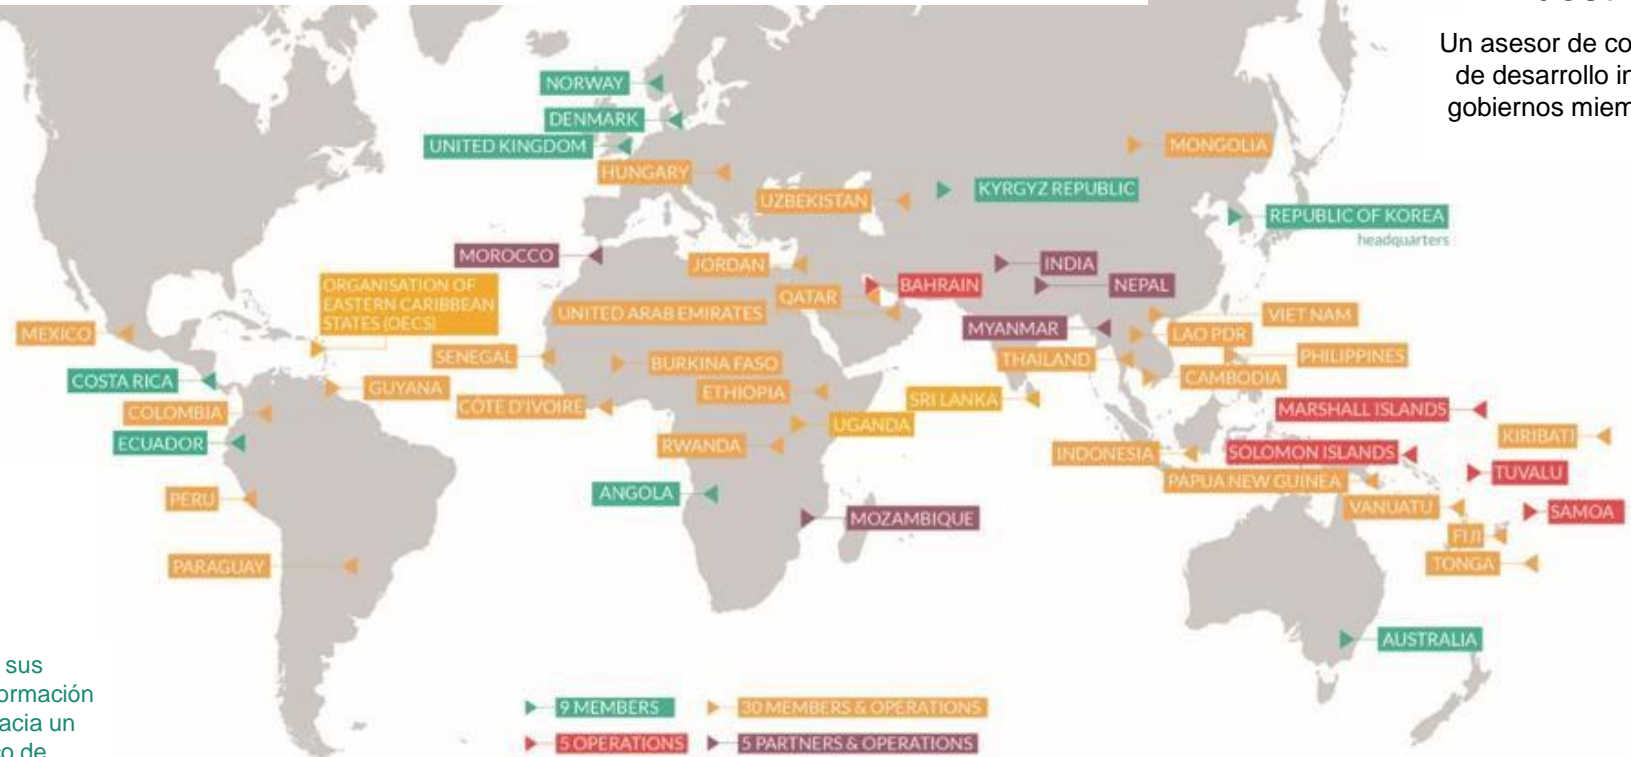 Un asesor de co
de desarrollo in
gobiernos miem
NORWAY
DENMARK
UNITED KINGDOM
HUNGARY
MONGOLIA
UZBEKISTAN
KYRGYZ REPUBLIC
REPUBLIC OF KOREA
headquarters
MOROCCO
JORDAN
INDIA
ORGANISATION OF
EASTERN CARIBBEAN
STATES (OECS)
QATAR
BAHRAIN
NEPAL
UNITED ARAB EMIRATES
VIET NAM
MEXICO
MYANMAR
LAO PDR
SENEGAL
BURKINA FASO
THAILAND
PHILIPPINES
COSTA RICA
GUYANA
ETHIOPIA
CAMBODIA
COLOMBIA
CÔTE D'IVOIRE
SRI LANKA
MARSHALL ISLANDS
ECUADOR
UGANDA
KIRIBATI
RWANDA
INDONESIA
SOLOMON ISLANDS
TUVALU
PERU
ANGOLA
PAPUA NEW GUINEA
VANUATU
SAMOA
MOZAMBIQUE
FIJI
PARAGUAY
TONGA
AUSTRALIA
sus
ormación
acia un
o de
9 MEMBERS
30 MEMBERS & OPERATIONS
5 OPERATIONS
5 PARTNERS & OPERATIONS